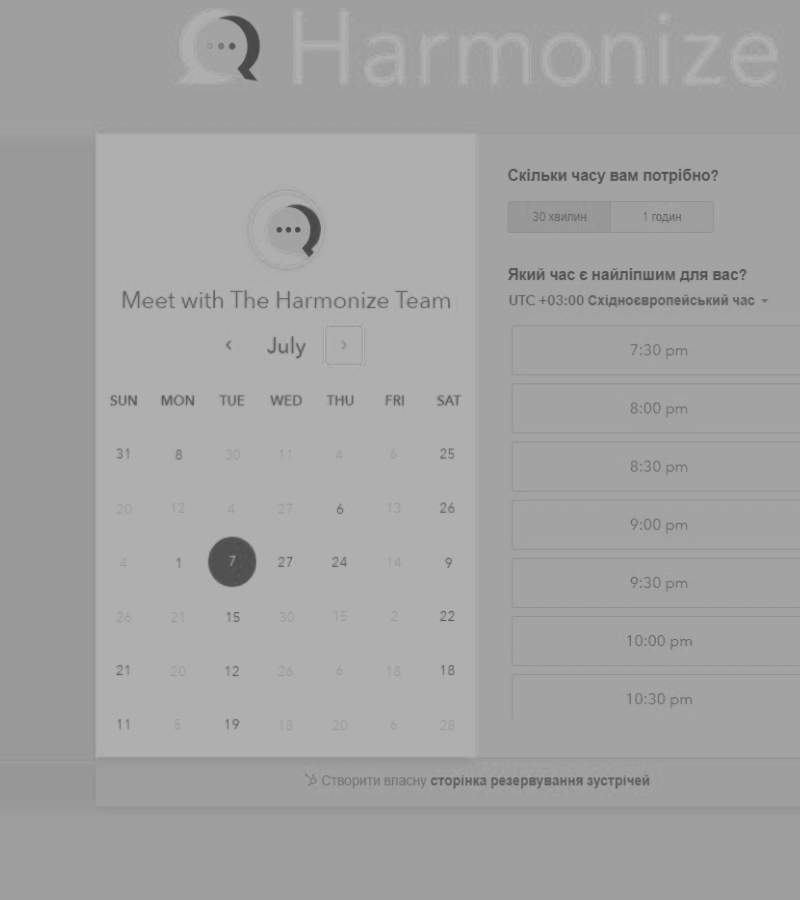 Harmonize
Meet with The Harmonize Team
July
SUN MON TUE WED THU FRI SAT
31 8 30 11 4 6 25
20 12 4 27 6 13 26
4 1 7 27 24 14 9
26 21 15 30 15 2 22
21 20 12 26 6 18 18
11 5 19 18 20 6 28
Скільки часу вам потрібно?
30 хвилин 1 годин
Який час є найліпшим для вас?
UTC +03:00 Східноєвропейський час
7:30 pm
8:00 pm
8:30 pm
9:00 pm
9:30 pm
10:00 pm
10:30 pm
Створити власну сторінка резервування зустрічей